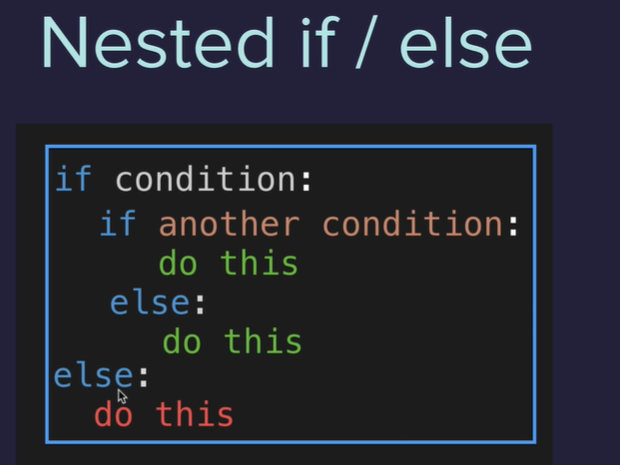 Nested if / else
if condition:
if another condition:
do this
else:
do this
else:
do this